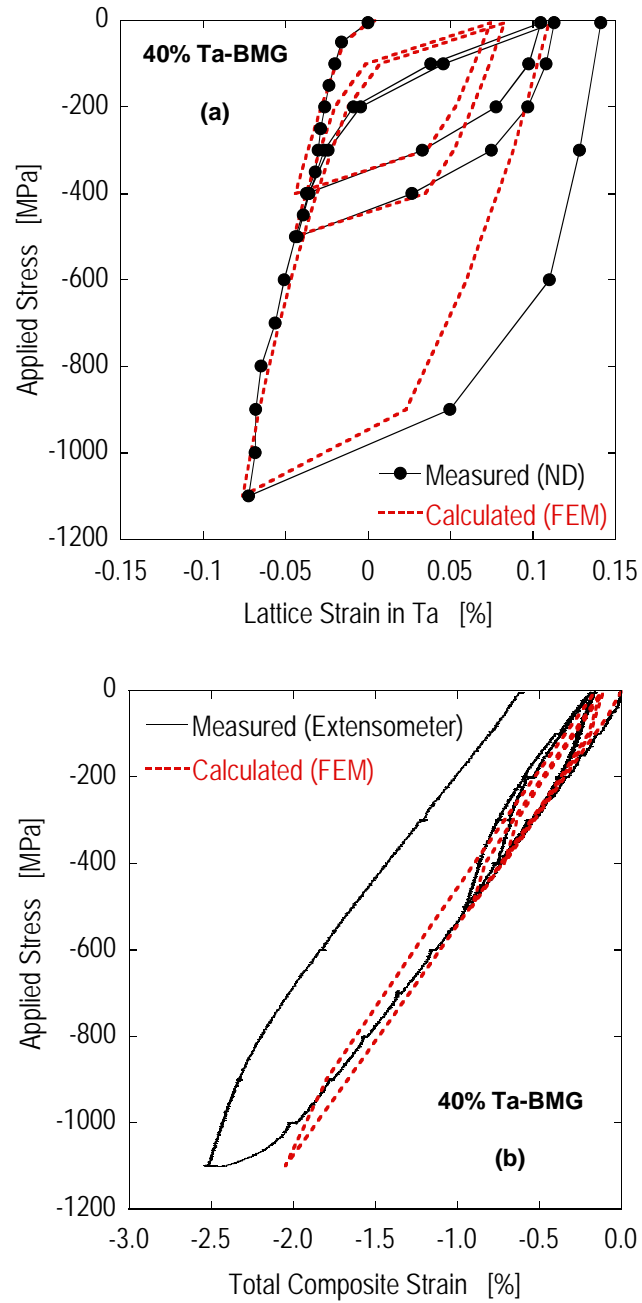 0
-200
-400
-600
-800
-1000
-1200
Applied Stress [MPa]
40% Ta-BMG
(a)
Measured (ND)
Calculated (FEM)
-0.15 -0.1 -0.05 0 0.05 0.1 0.15
Lattice Strain in Ta [%]
0
-200
-400
-600
-800
-1000
-1200
Applied Stress [MPa]
Measured (Extensometer)
Calculated (FEM)
40% Ta-BMG
(b)
-3.0 -2.5 -2.0 -1.5 -1.0 -0.5 0.0
Total Composite Strain [%]